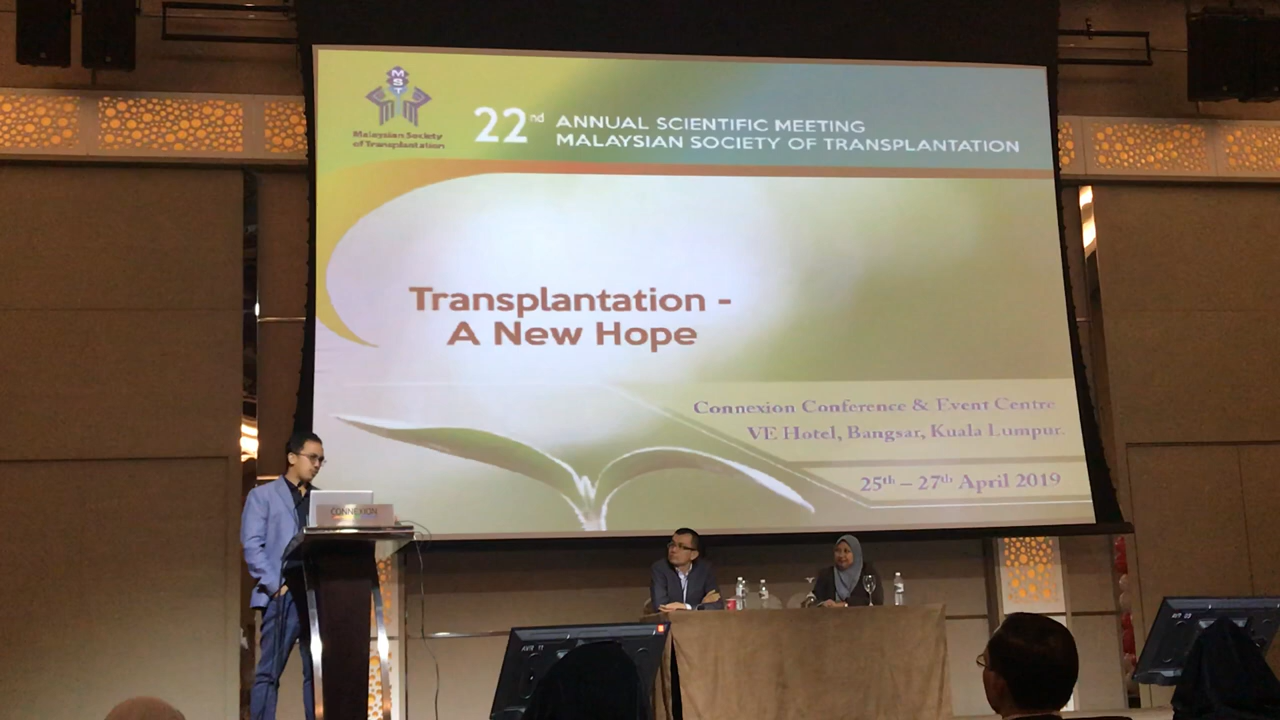 MST
Malaysian Society
of Transplantation
22nd ANNUAL SCIENTIFIC MEETING
MALAYSIAN SOCIETY OF TRANSPLANTATION
Transplantation -
A New Hope
Connexion Conference & Event Centre
VE Hotel, Bangsar, Kuala Lumpur.
25th – 27th April 2019
CONNEXION